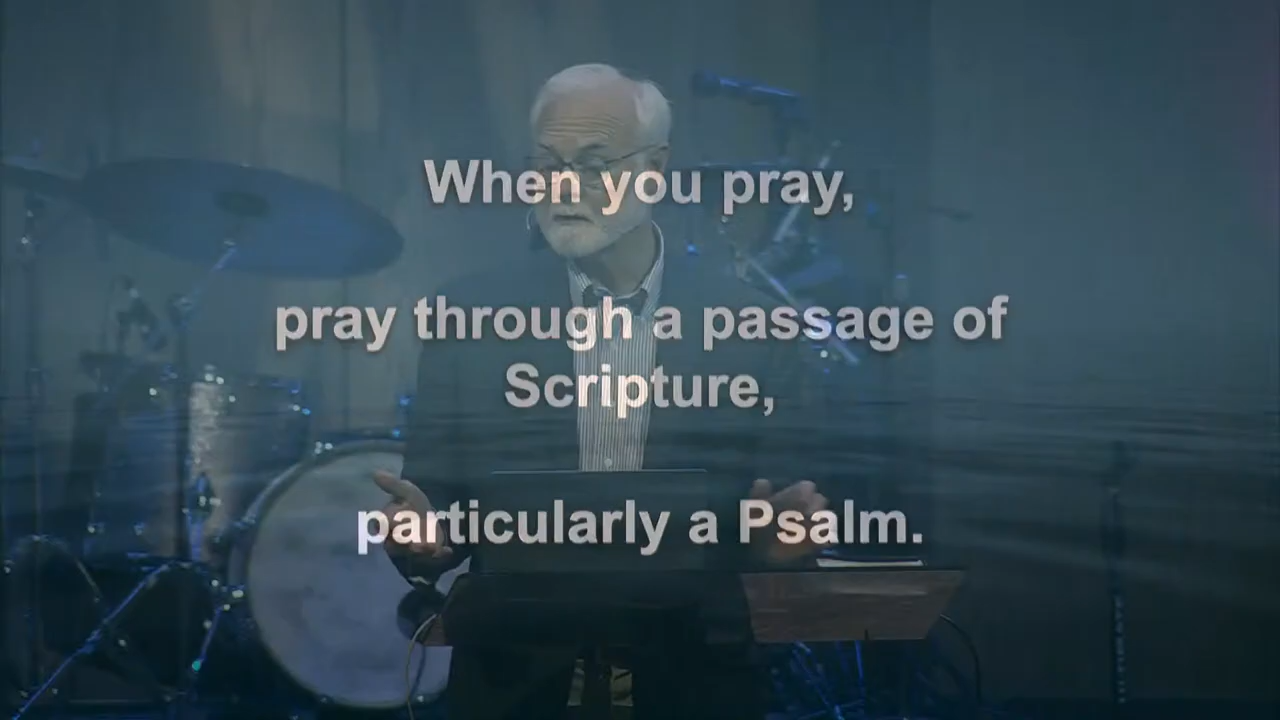 When you pray,
pray through a passage of
Scripture,
particularly a Psalm.